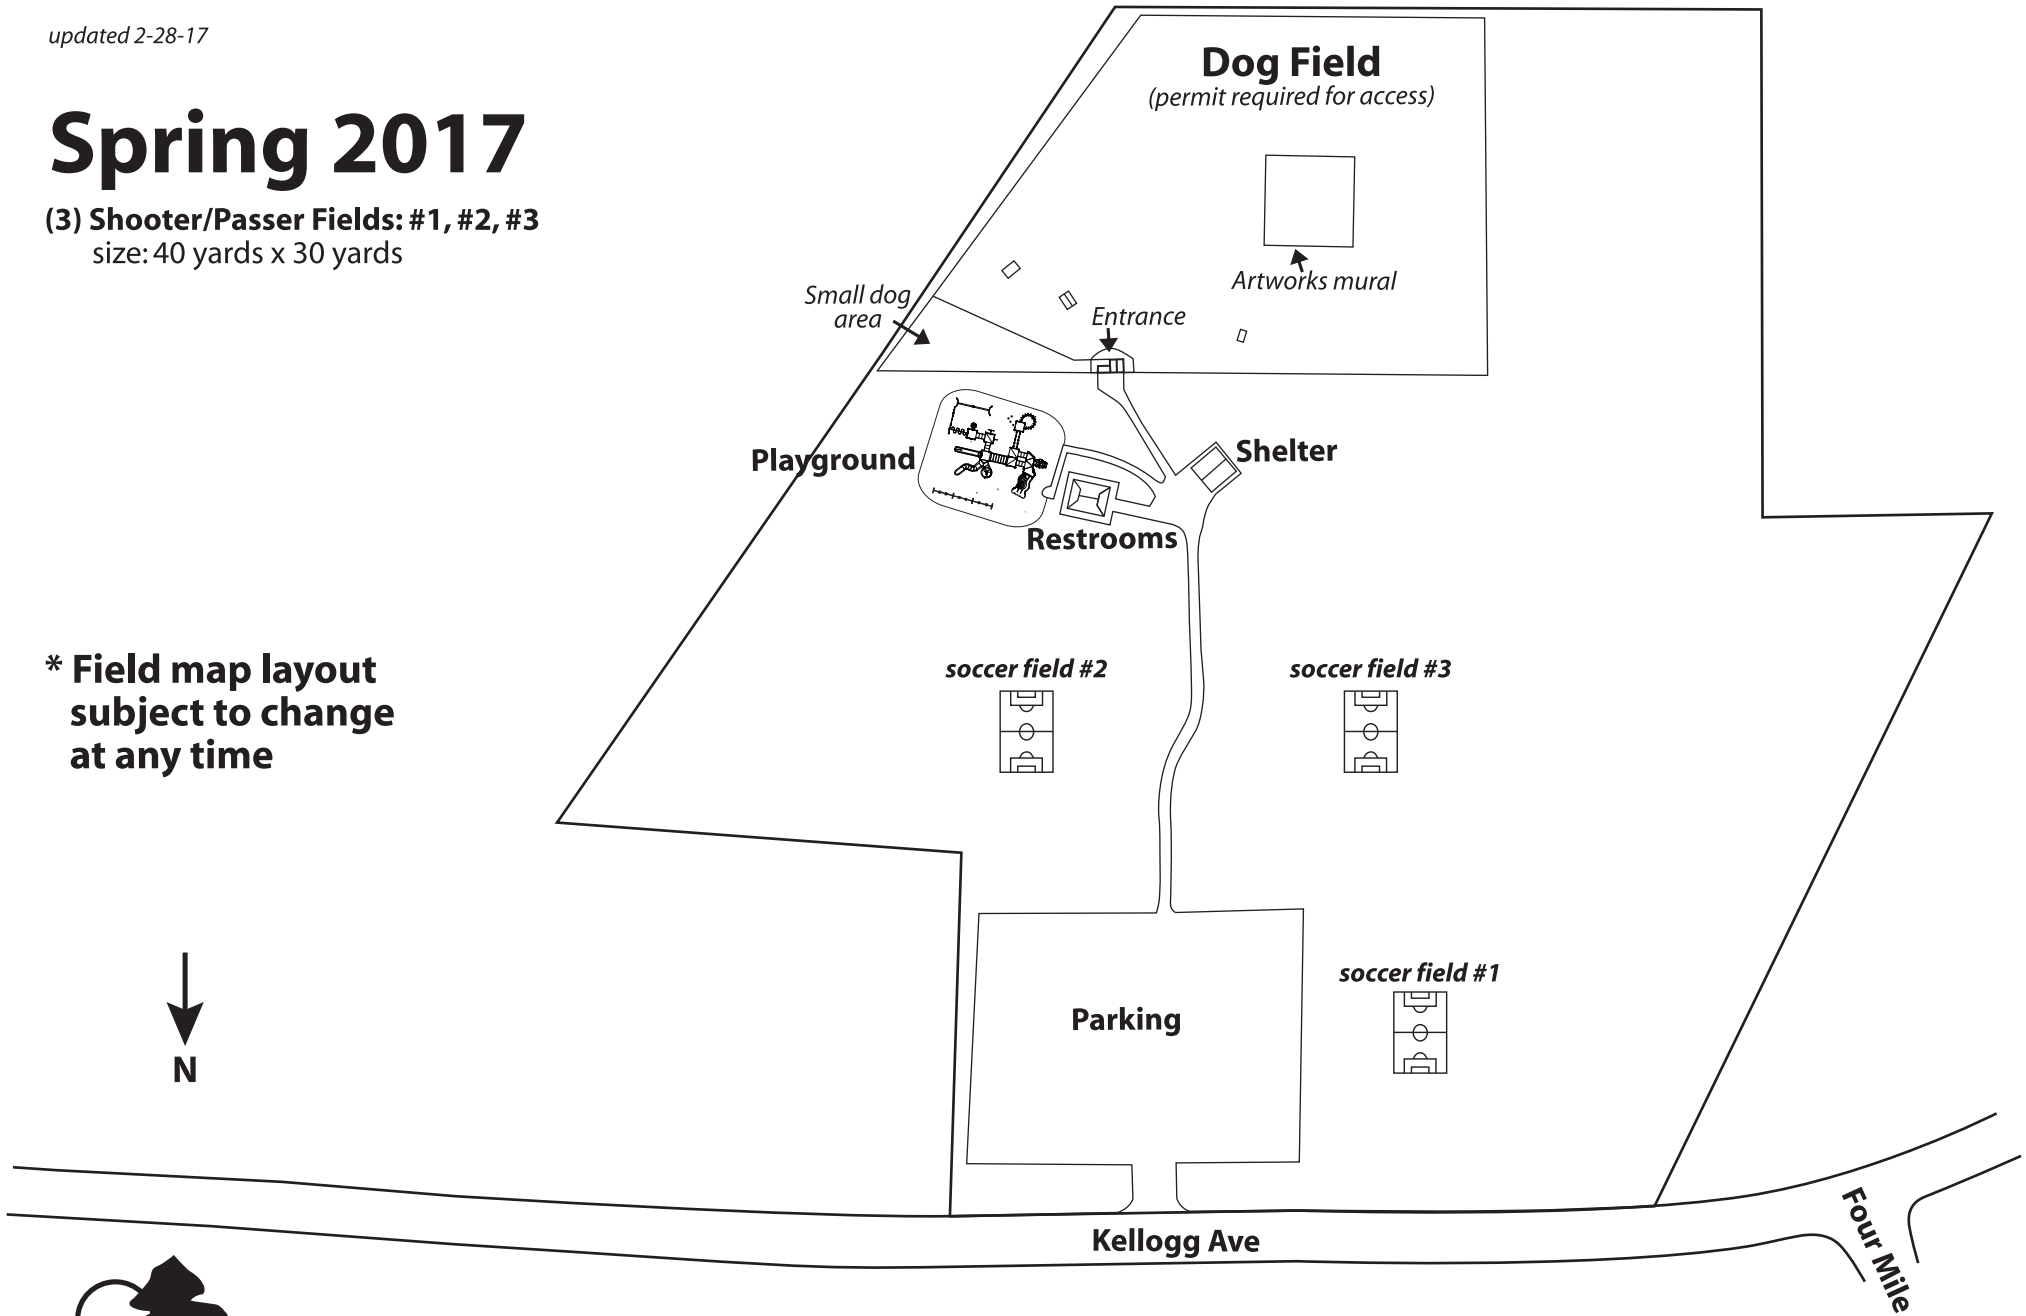 updated 2-28-17
Spring 2017
(3) Shooter/Passer Fields: #1, #2, #3
size: 40 yards x 30 yards
Dog Field
(permit required for access)
Artworks mural
Small dog
area
Entrance
Playground
Shelter
Restrooms
* Field map layout
subject to change
at any time
soccer field #2
soccer field #3
soccer field #1
Parking
N
Kellogg Ave
Four Mile